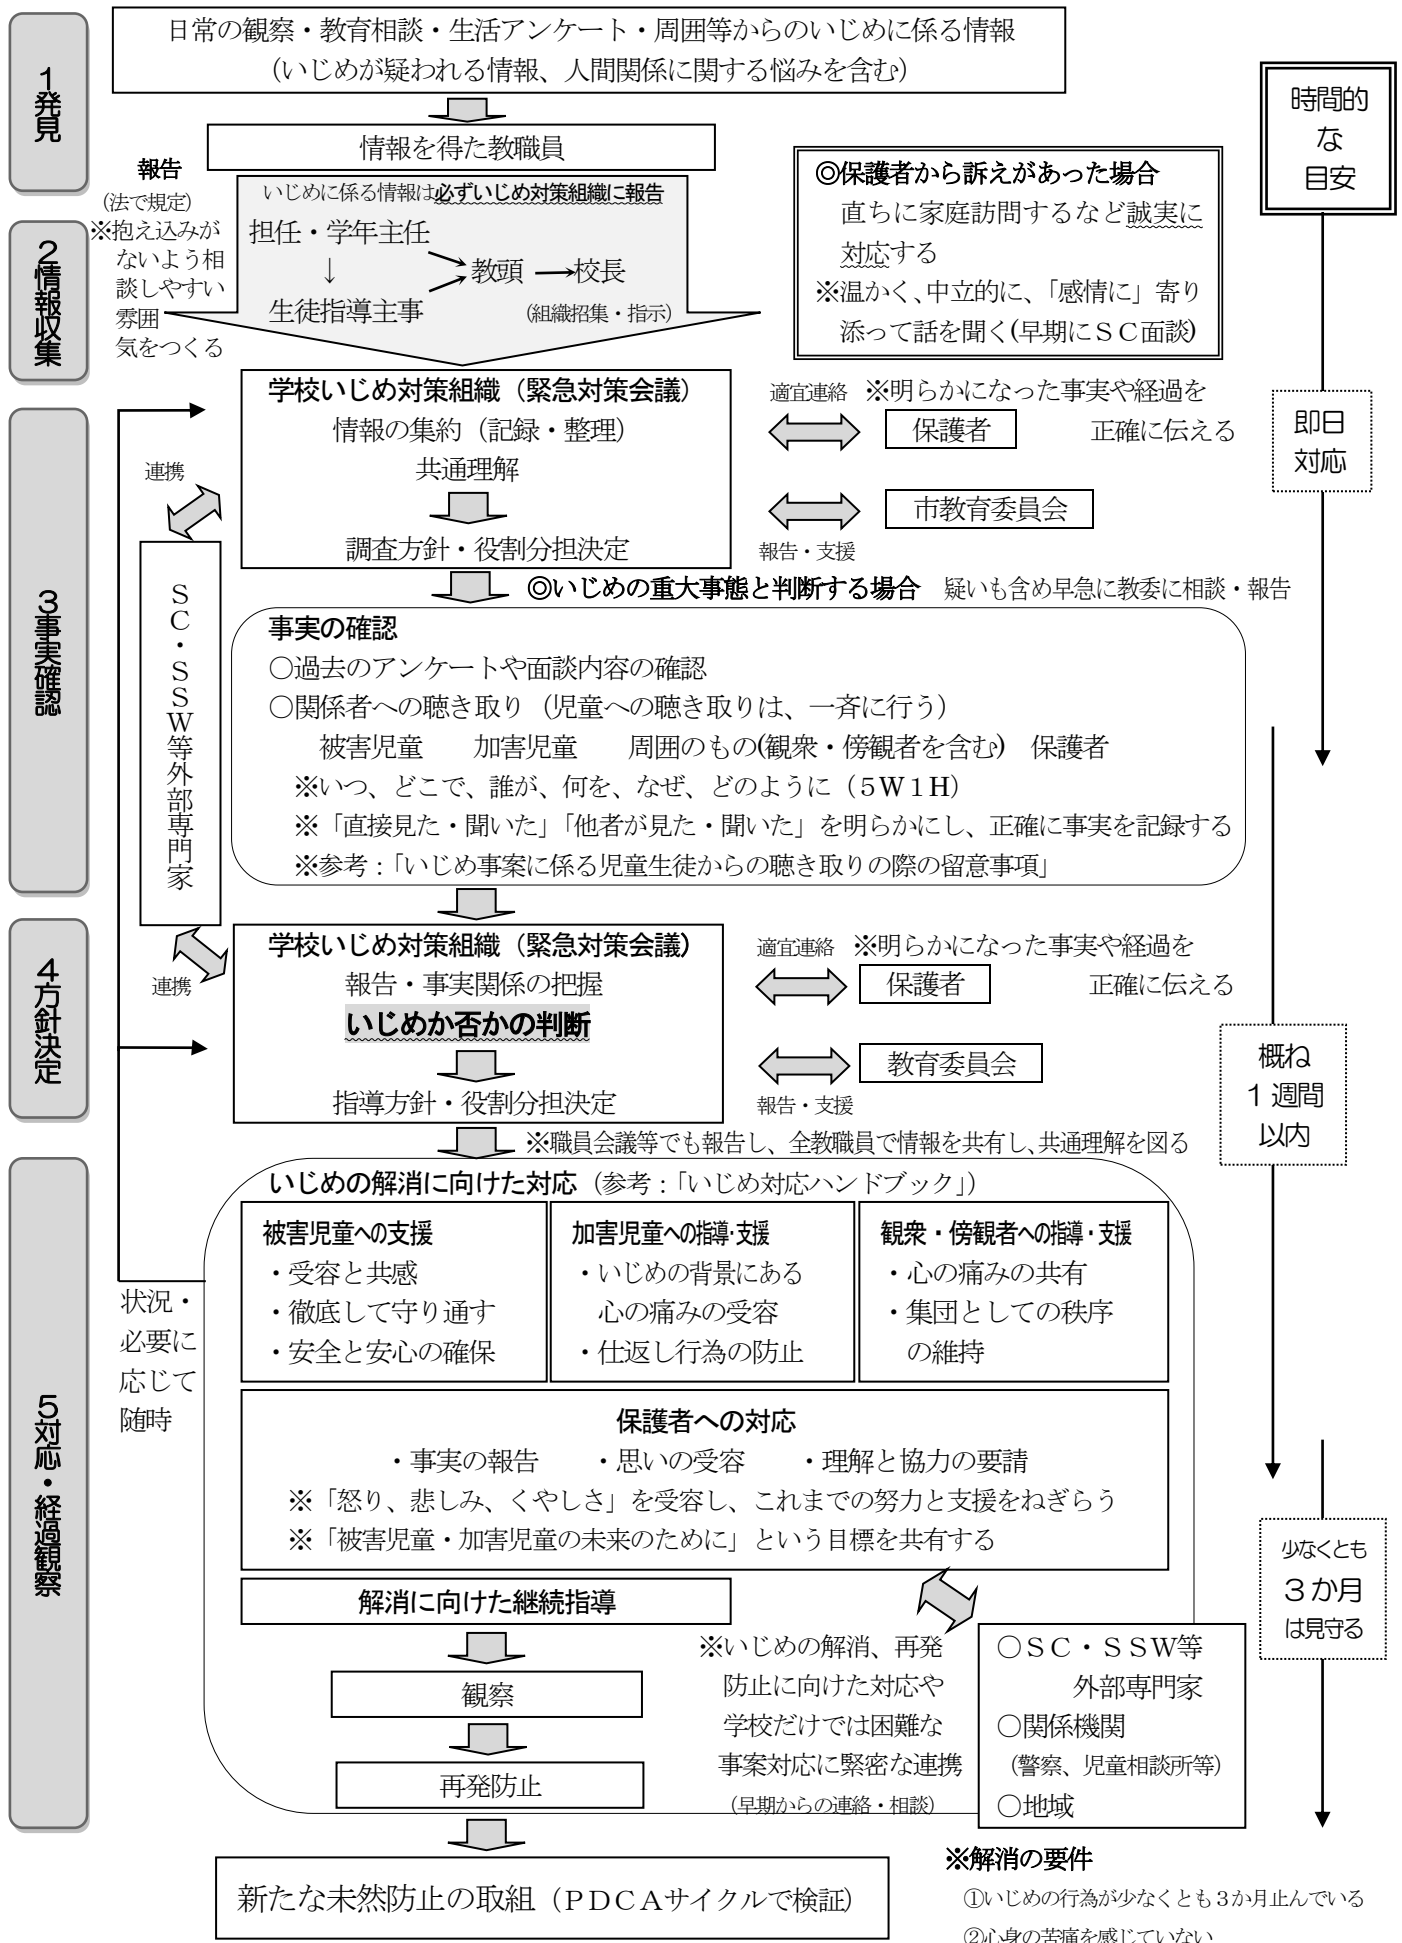 1発見
日常の観察・教育相談・生活アンケート・周囲等からのいじめに係る情報
（いじめが疑われる情報、人間関係に関する悩みを含む）
情報を得た教職員
時間的
な
目安
報告
（法で規定）
※抱え込みが
ないよう相
談しやすい
雰囲
気をつくる
いじめに係る情報は必ずいじめ対策組織に報告
担任・学年主任
↓
教頭
校長
生徒指導主事
（組織招集・指示）
◎保護者から訴えがあった場合
直ちに家庭訪問するなど誠実に
対応する
※温かく、中立的に、「感情に」寄り
添って話を聞く(早期にＳＣ面談)
2情報収集
学校いじめ対策組織（緊急対策会議）
情報の集約（記録・整理）
共通理解
調査方針・役割分担決定
適宜連絡
※明らかになった事実や経過を
正確に伝える
保護者
市教育委員会
報告・支援
即日
対応
連携
ＳＣ・ＳＳＷ等外部専門家
3事実確認
◎いじめの重大事態と判断する場合　疑いも含め早急に教委に相談・報告
事実の確認
○過去のアンケートや面談内容の確認
○関係者への聴き取り（児童への聴き取りは、一斉に行う）
被害児童　加害児童　周囲のもの(観衆・傍観者を含む)　保護者
※いつ、どこで、誰が、何を、なぜ、どのように（５Ｗ１Ｈ）
※「直接見た・聞いた」「他者が見た・聞いた」を明らかにし、正確に事実を記録する
※参考：「いじめ事案に係る児童生徒からの聴き取りの際の留意事項」
4方針決定
連携
学校いじめ対策組織（緊急対策会議）
報告・事実関係の把握
いじめか否かの判断
指導方針・役割分担決定
適宜連絡
※明らかになった事実や経過を
正確に伝える
保護者
教育委員会
報告・支援
概ね
１週間
以内
※職員会議等でも報告し、全教職員で情報を共有し、共通理解を図る
5対応・経過観察
いじめの解消に向けた対応（参考：「いじめ対応ハンドブック」）
被害児童への支援
・受容と共感
・徹底して守り通す
・安全と安心の確保
加害児童への指導・支援
・いじめの背景にある
心の痛みの受容
・仕返し行為の防止
観衆・傍観者への指導・支援
・心の痛みの共有
・集団としての秩序
の維持
状況・
必要に
応じて
随時
保護者への対応
・事実の報告　・思いの受容　・理解と協力の要請
※「怒り、悲しみ、くやしさ」を受容し、これまでの努力と支援をねぎらう
※「被害児童・加害児童の未来のために」という目標を共有する
少なくとも
３か月
は見守る
解消に向けた継続指導
観察
再発防止
※いじめの解消、再発
防止に向けた対応や
学校だけでは困難な
事案対応に緊密な連携
（早期からの連絡・相談）
○ＳＣ・ＳＳＷ等
外部専門家
○関係機関
（警察、児童相談所等）
○地域
新たな未然防止の取組（ＰＤＣＡサイクルで検証）
※解消の要件
①いじめの行為が少なくとも３か月止んでいる
②心身の苦痛を感じていない